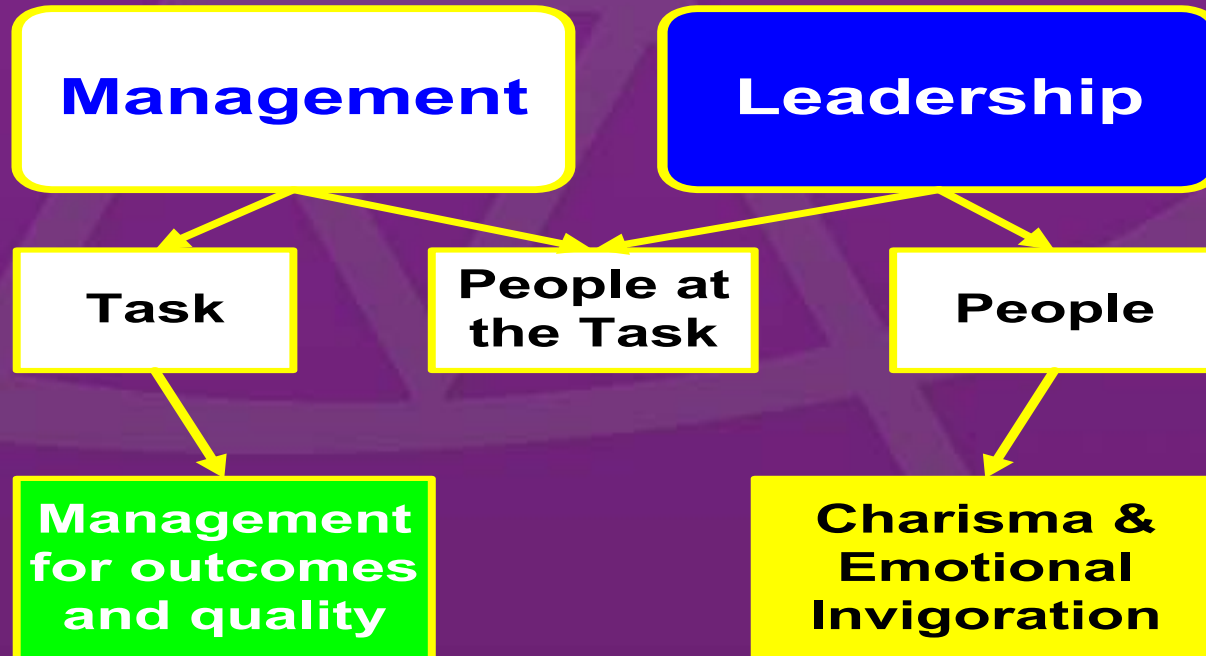 Management
Leadership
Task
People at
the Task
People
Management
for outcomes
and quality
Charisma &
Emotional
Invigoration